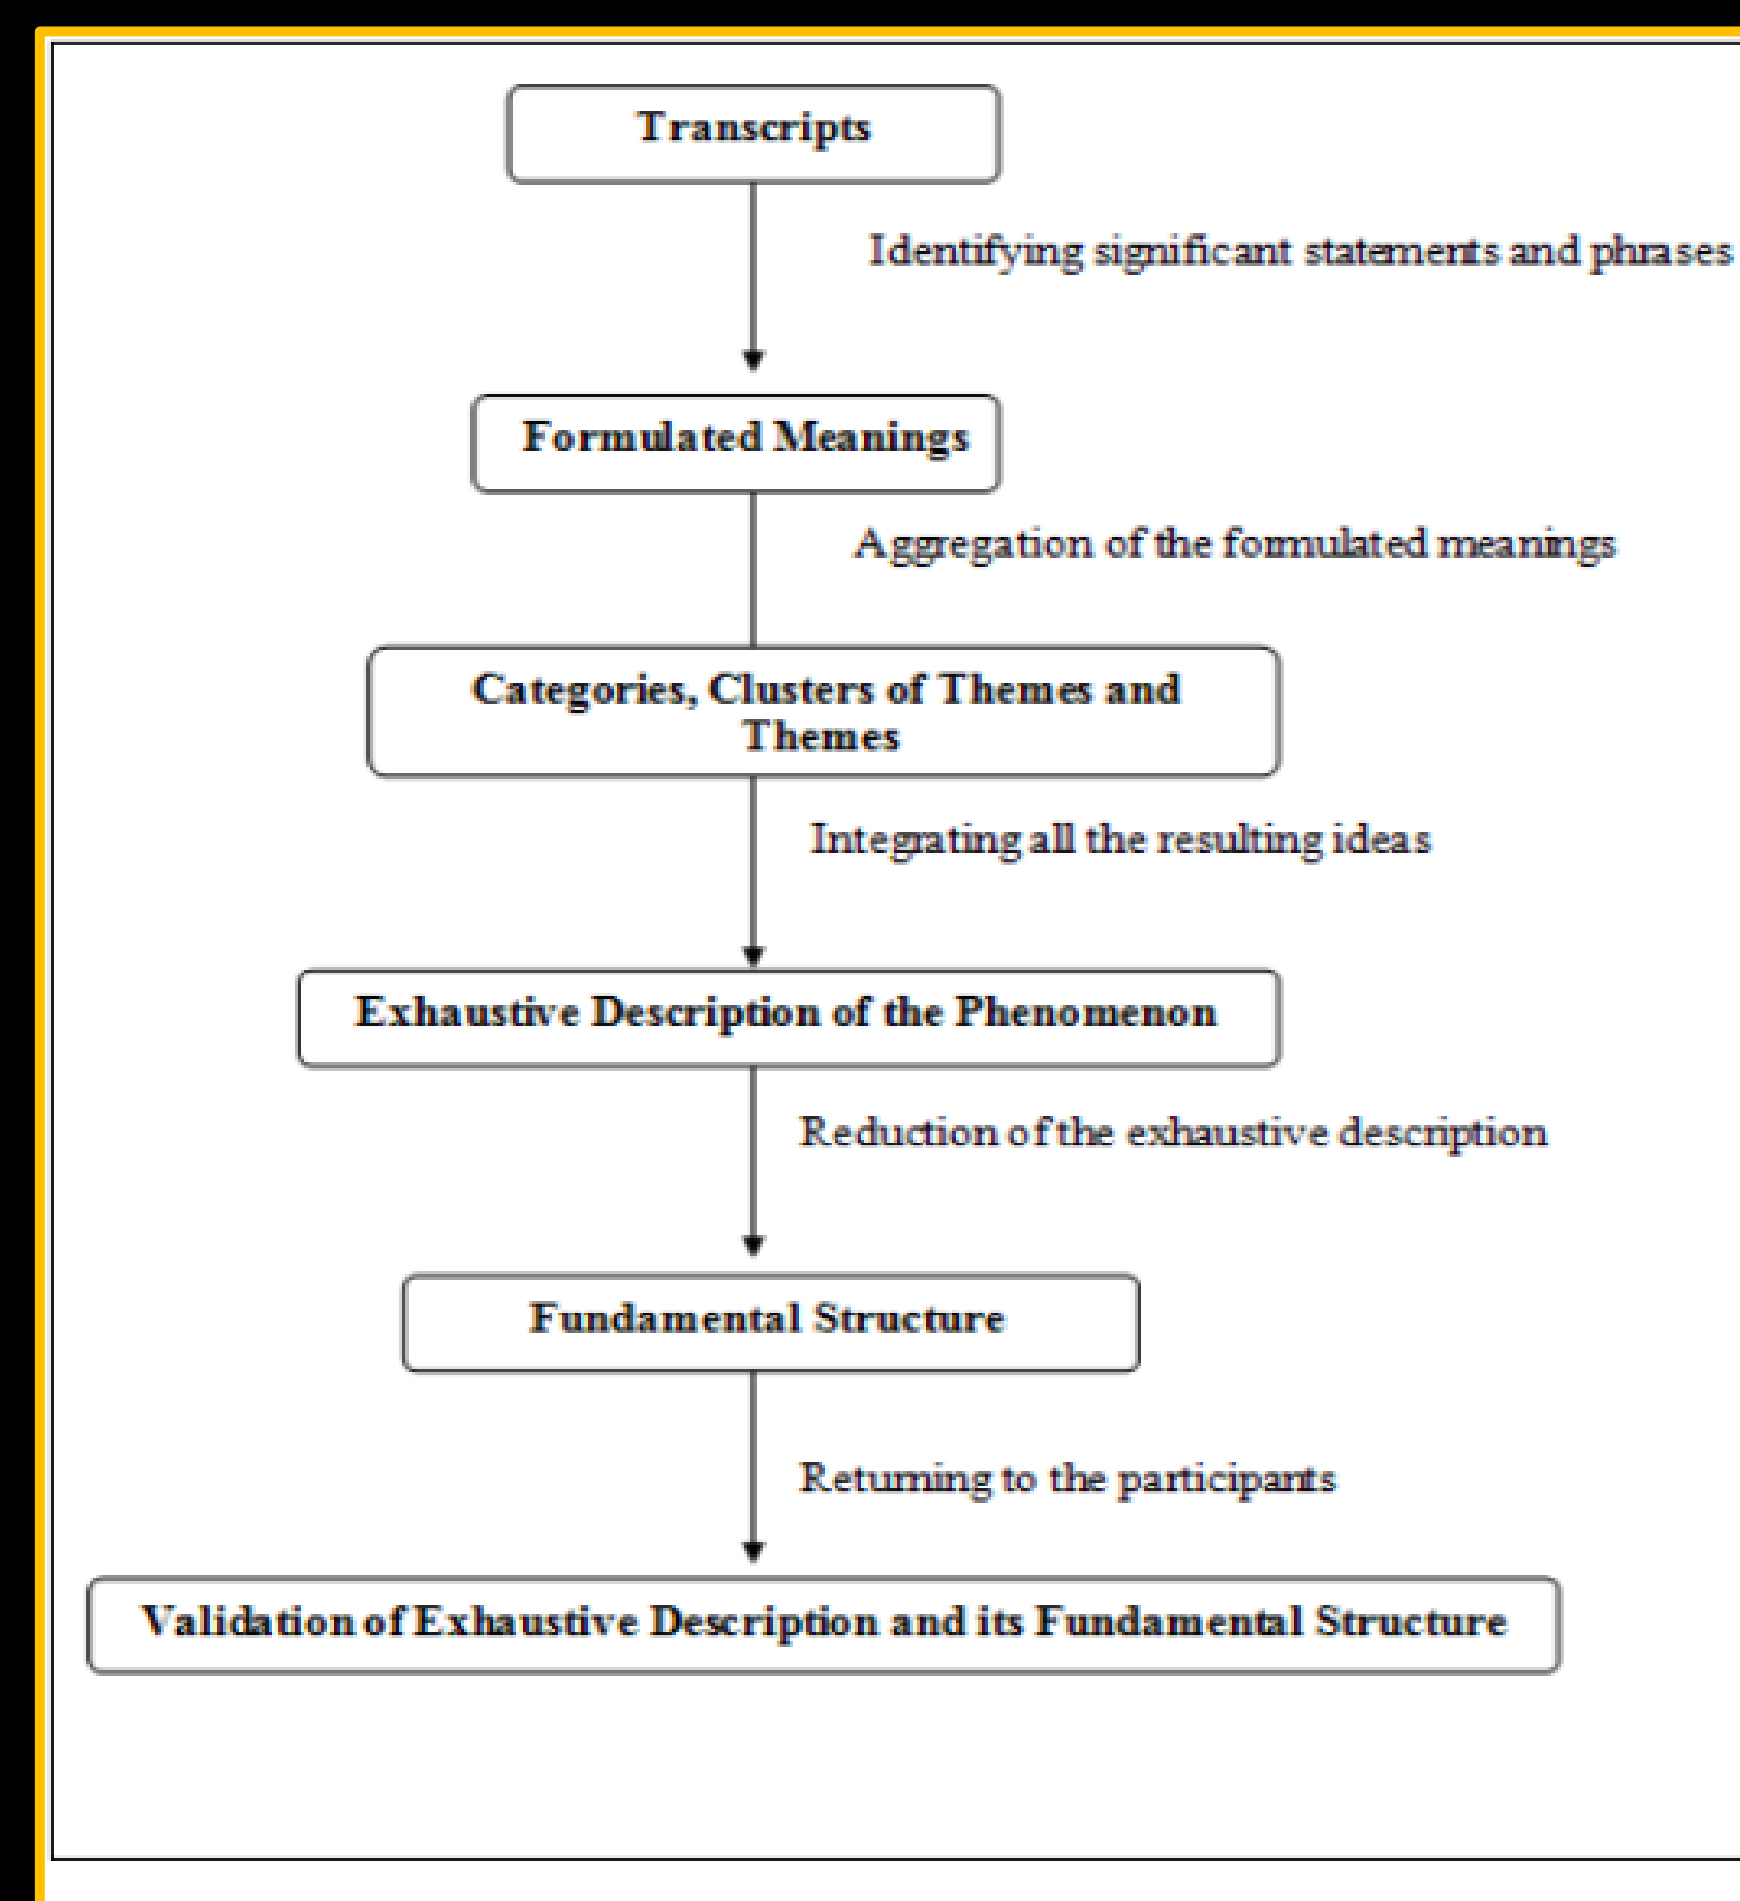 Transcripts
Identifying significant statements and phrases
Formulated Meanings
Aggregation of the formulated meanings
Categories, Clusters of Themes and
Themes
Integrating all the resulting ideas
Exhaustive Description of the Phenomenon
Reduction of the exhaustive description
Fundamental Structure
Returning to the participants
Validation of Exhaustive Description and its Fundamental Structure